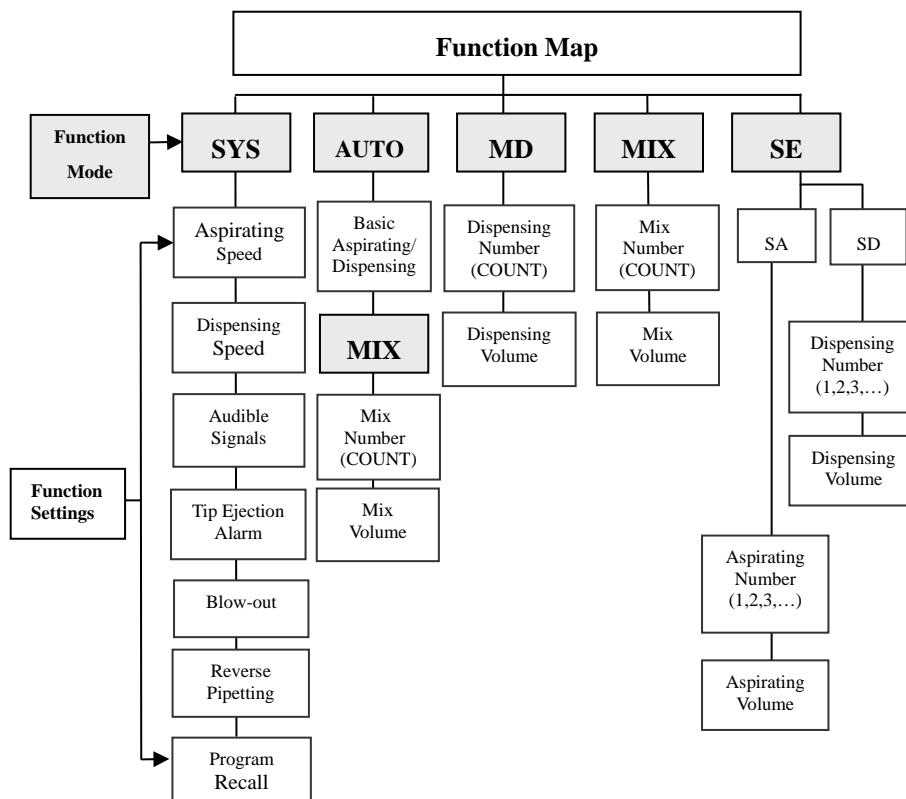 Function Map
Function
Mode
SYS
AUTO
MD
MIX
SE
Aspirating
Speed
Basic
Aspirating/
Dispensing
Dispensing
Number
(COUNT)
Mix
Number
(COUNT)
SA
SD
Dispensing
Speed
MIX
Dispensing
Volume
Mix
Volume
Dispensing
Number
(1,2,3,…)
Audible
Signals
Mix
Number
(COUNT)
Dispensing
Volume
Function
Settings
Tip Ejection
Alarm
Mix
Volume
Aspirating
Number
(1,2,3,…)
Blow-out
Reverse
Pipetting
Aspirating
Volume
Program
Recall